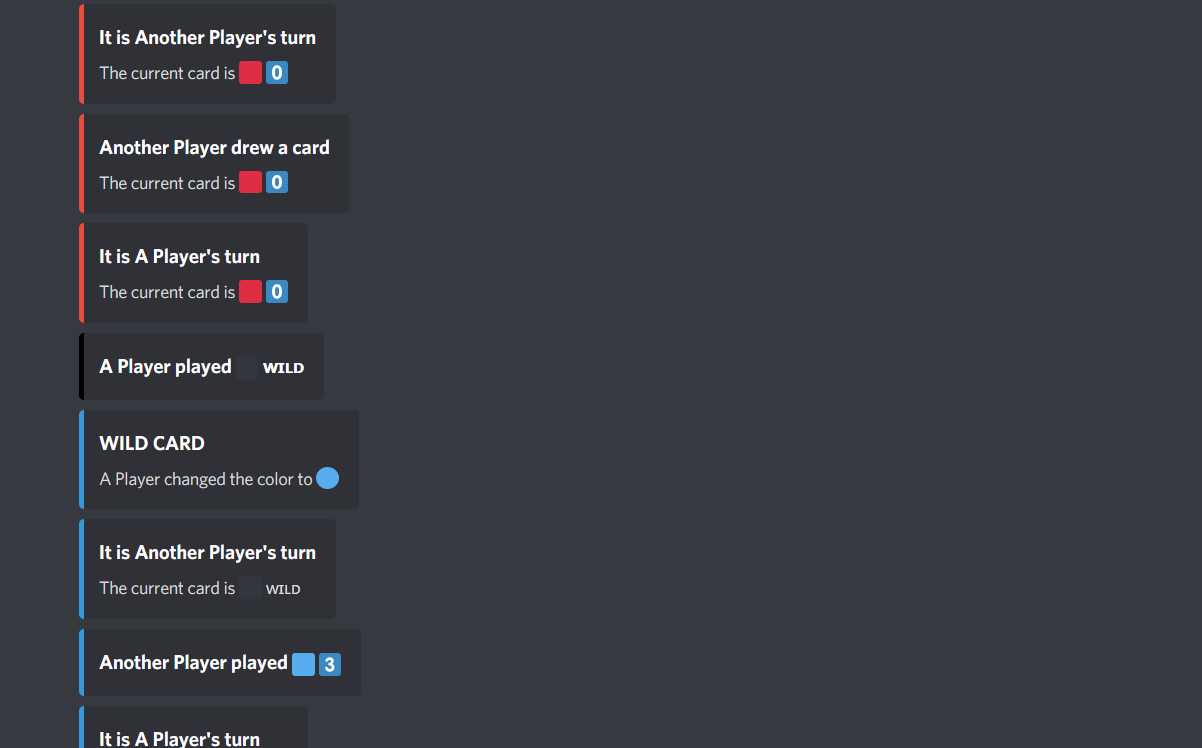 It is Another Player's turn
The current card is 0
Another Player drew a card
The current card is 0
It is A Player's turn
The current card is 0
A Player played WILD
WILD CARD
A Player changed the color to
It is Another Player's turn
The current card is WILD
Another Player played 3
It is A Player's turn